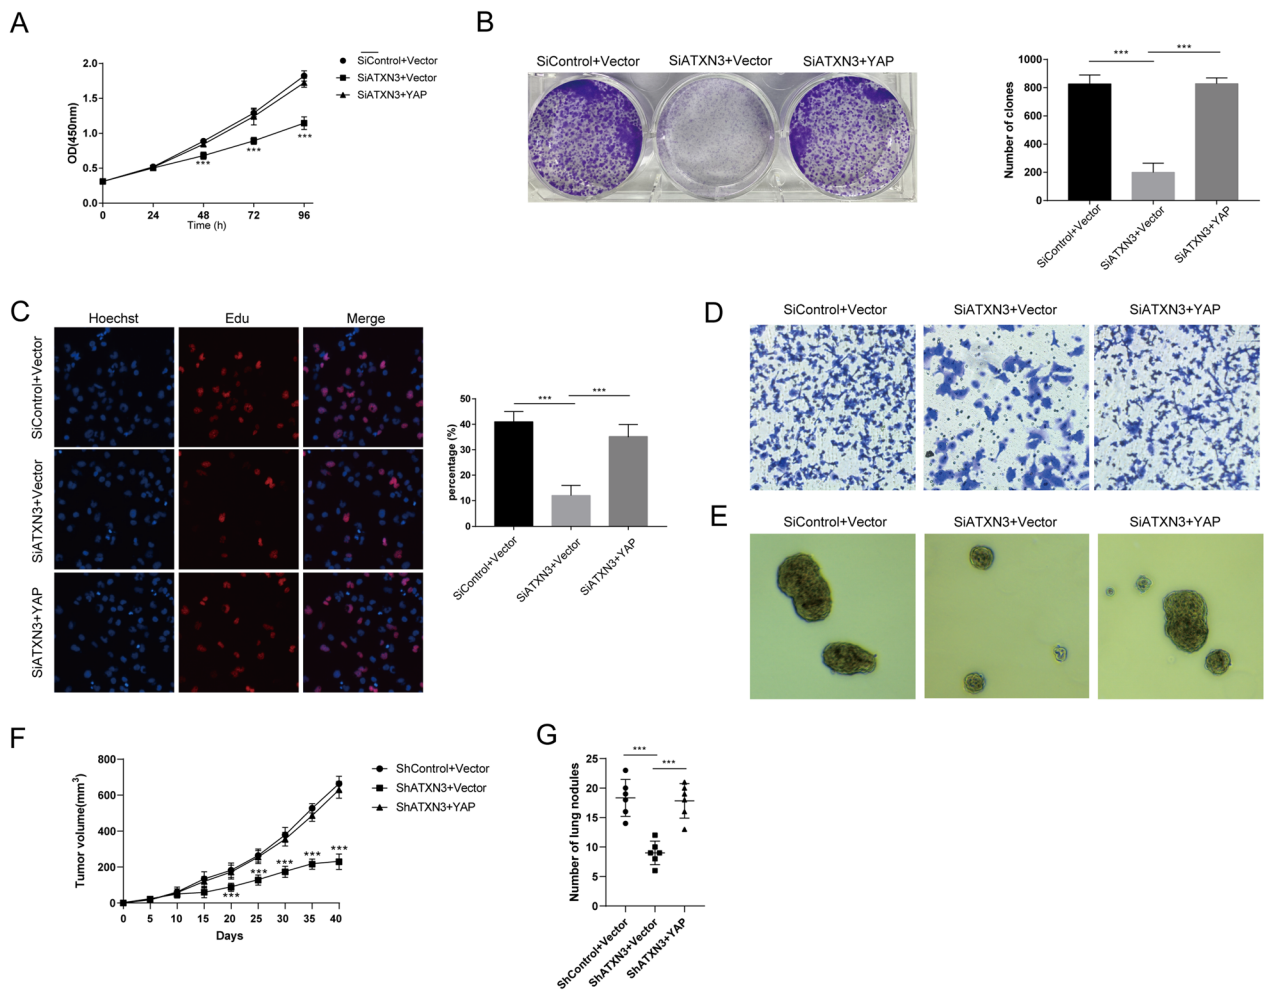 A
SiControl+Vector
SiATXN3+Vector
SiATXN3+YAP
OD(450nm)
2.0
1.5
1.0
0.5
0.0
***
***
***
0 24 48 72 96
Time (h)
B
SiControl+Vector SiATXN3+Vector SiATXN3+YAP
Number of clones
1000
800
600
400
200
0
*** ***
SiControl+Vector
SiATXN3+Vector
SiATXN3+YAP
C
Hoechst Edu Merge
SiControl+Vector
SiATXN3+Vector
SiATXN3+YAP
percentage (%)
50
40
30
20
10
0
*** ***
SiControl+Vector
SiATXN3+Vector
SiATXN3+YAP
D
SiControl+Vector SiATXN3+Vector SiATXN3+YAP
E
SiControl+Vector SiATXN3+Vector SiATXN3+YAP
F
Tumor volume(mm³)
800
600
400
200
0
*** *** *** *** ***
0 5 10 15 20 25 30 35 40
Days
ShControl+Vector
ShATXN3+Vector
ShATXN3+YAP
G
Number of lung nodules
25
20
15
10
5
0
*** ***
ShControl+Vector
ShATXN3+Vector
ShATXN3+YAP